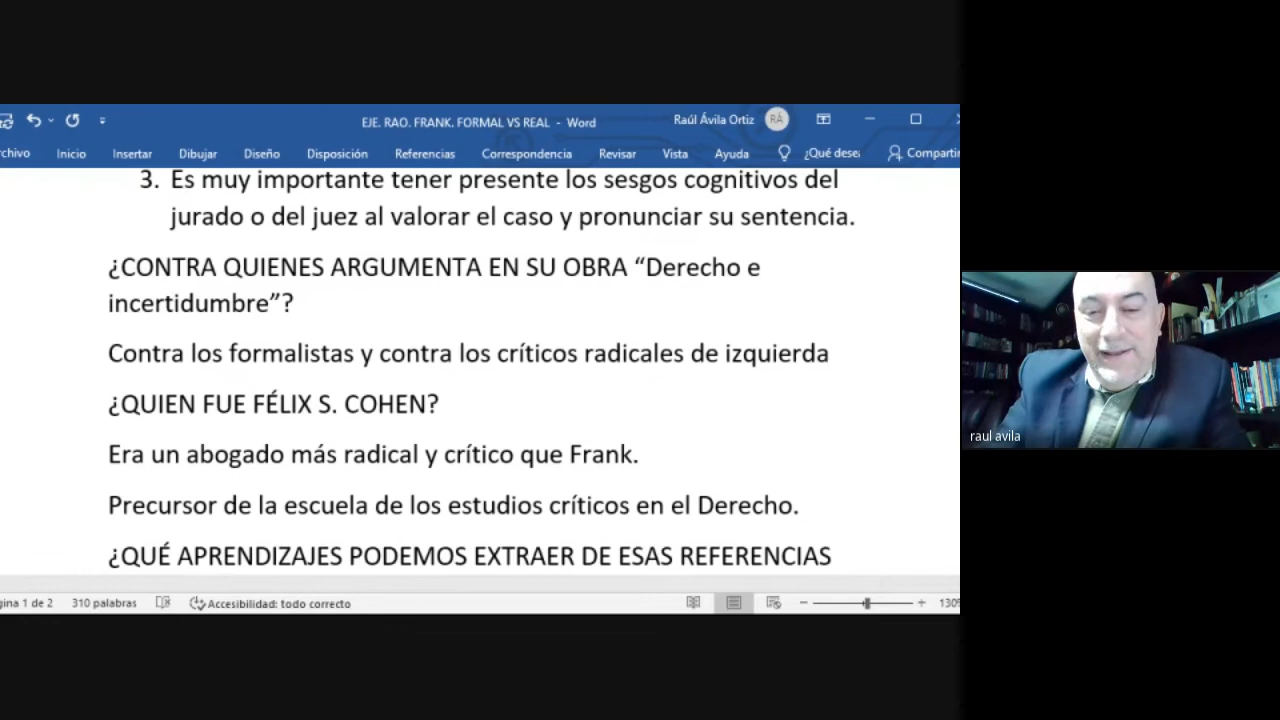 EJE. RAO. FRANK. FORMAL VS REAL - Word
Raúl Ávila Ortiz
RÁ
rchivo Inicio Insertar Dibujar Diseño Disposición Referencias Correspondencia Revisar Vista Ayuda ¿Qué dese Compartir
3. Es muy importante tener presente los sesgos cognitivos del
jurado o del juez al valorar el caso y pronunciar su sentencia.
¿CONTRA QUIENES ARGUMENTA EN SU OBRA “Derecho e
incertidumbre”?
Contra los formalistas y contra los críticos radicales de izquierda
¿QUIEN FUE FÉLIX S. COHEN?
Era un abogado más radical y crítico que Frank.
Precursor de la escuela de los estudios críticos en el Derecho.
¿QUÉ APRENDIZAJES PODEMOS EXTRAER DE ESAS REFERENCIAS
gina 1 de 2 310 palabras Accesibilidad: todo correcto 130%
raul avila